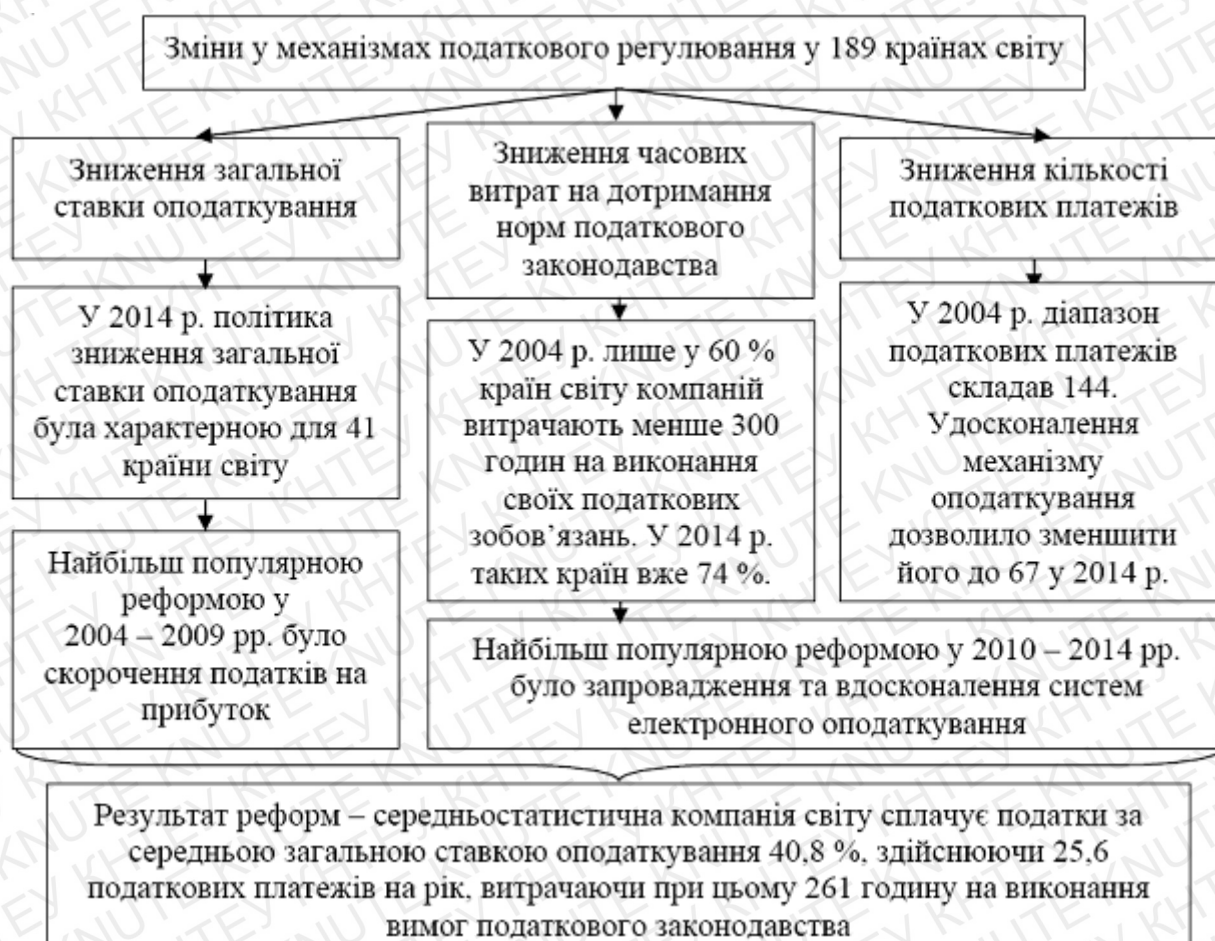 Зміни у механізмах податкового регулювання у 189 країнах світу
Зниження загальної
ставки оподаткування
У 2014 р. політика
зниження загальної
ставки оподаткування
була характерною для 41
країни світу
Найбільш популярною
реформою у
2004 – 2009 рр. було
скорочення податків на
прибуток
Зниження часових
витрат на дотримання
норм податкового
законодавства
У 2004 р. лише у 60 %
країн світу компаній
витрачають менше 300
годин на виконання
своїх податкових
зобов’язань. У 2014 р.
таких країн вже 74 %.
Зниження кількості
податкових платежів
У 2004 р. діапазон
податкових платежів
складав 144.
Удосконалення
механізму
оподаткування
дозволило зменшити
його до 67 у 2014 р.
Найбільш популярною реформою у 2010 – 2014 рр.
було запровадження та вдосконалення систем
електронного оподаткування
Результат реформ – середньостатистична компанія світу сплачує податки за
середньою загальною ставкою оподаткування 40,8 %, здійснюючи 25,6
податкових платежів на рік, витрачаючи при цьому 261 годину на виконання
вимог податкового законодавства